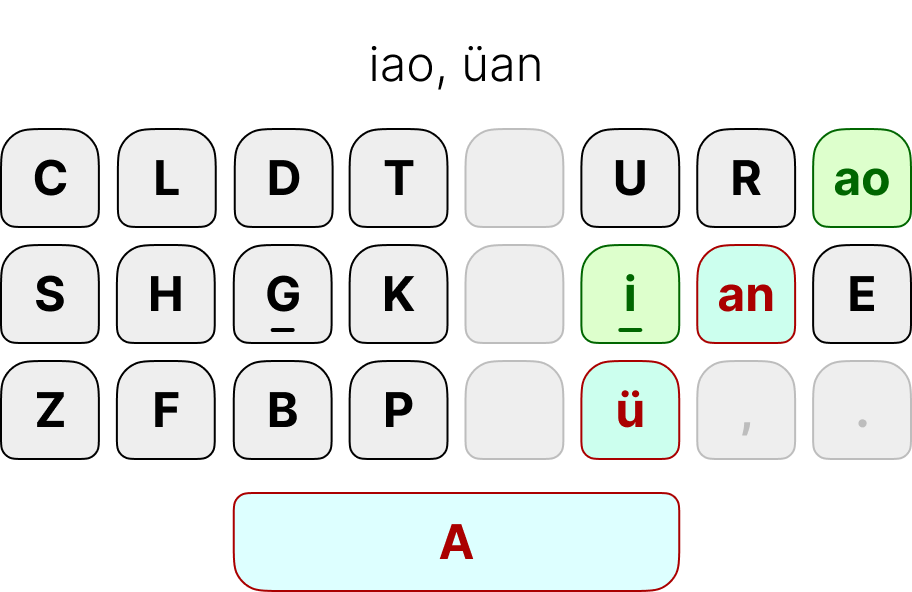 iao, üan
C L D T U R ao
S H G K i an E
Z F B P ü , .
A